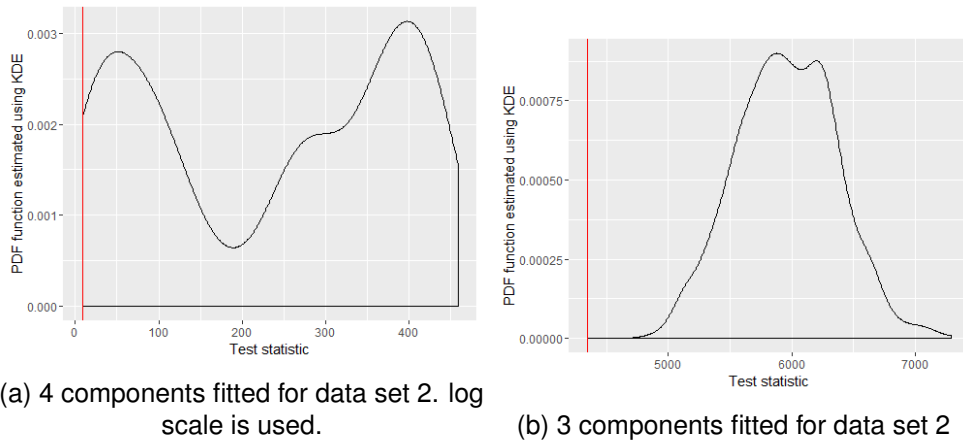 PDF function estimated using KDE
0.003
0.002
0.001
0.000
0
100
200
300
400
Test statistic
(a) 4 components fitted for data set 2. log
scale is used.
PDF function estimated using KDE
0.00075
0.00050
0.00025
0.00000
5000
6000
7000
Test statistic
(b) 3 components fitted for data set 2